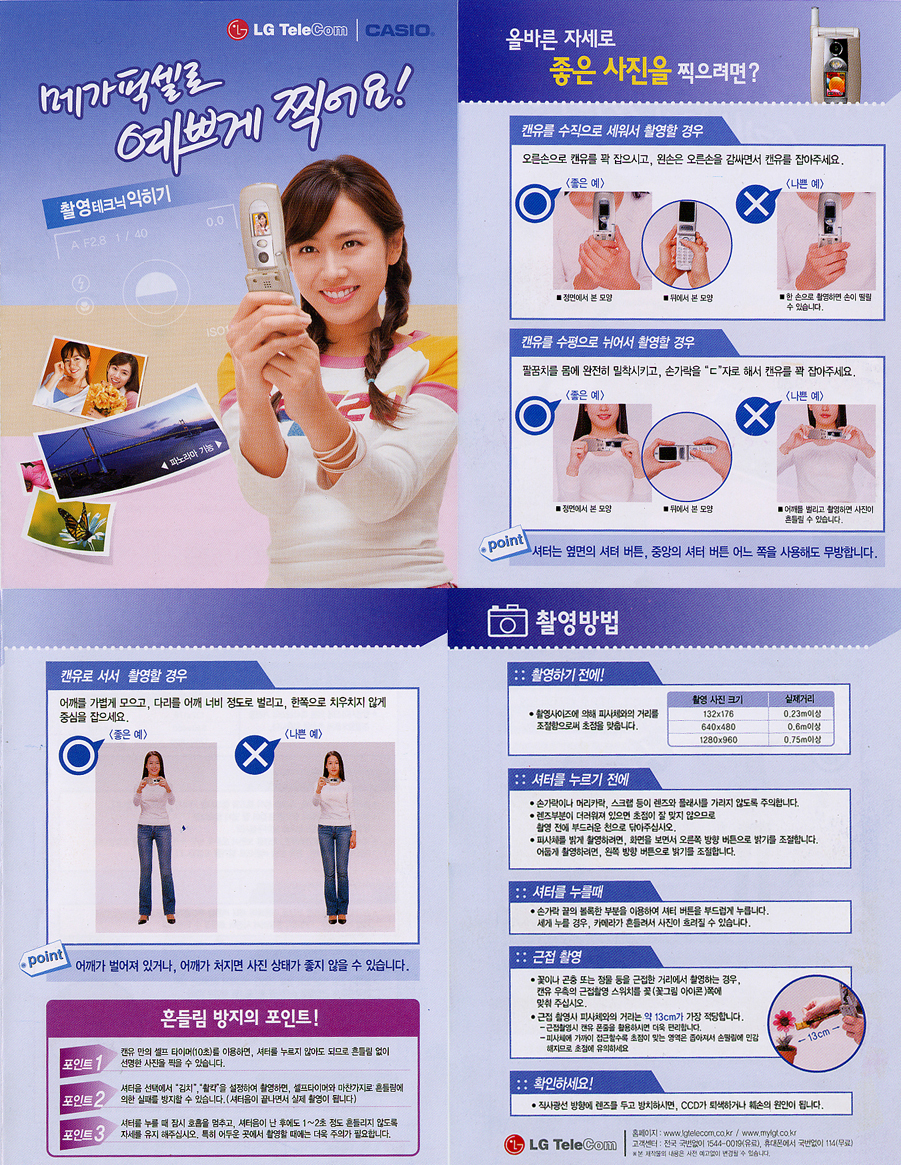 LG TeleCom CASIO
메가픽셀로
예쁘게 찍어요!
촬영테크닉 익히기
A F2.8 1 / 40
0.0
◀ 파노라마 기능 ▶
올바른 자세로
좋은 사진을 찍으려면?
캔유를 수직으로 세워서 촬영할 경우
오른손으로 캔유를 꽉 잡으시고, 왼손은 오른손을 감싸면서 캔유를 잡아주세요.
〈좋은 예〉
〈나쁜 예〉
■ 정면에서 본 모양
■ 뒤에서 본 모양
■ 한 손으로 촬영하면 손이 떨릴
수 있습니다.
캔유를 수평으로 뉘어서 촬영할 경우
팔꿈치를 몸에 완전히 밀착시키고, 손가락을 "ㄷ"자로 해서 캔유를 꽉 잡아주세요.
〈좋은 예〉
〈나쁜 예〉
■ 정면에서 본 모양
■ 뒤에서 본 모양
■ 어깨를 벌리고 촬영하면 사진이
흔들릴 수 있습니다.
point
셔터는 옆면의 셔텨 버튼, 중앙의 셔터 버튼 어느 쪽을 사용해도 무방합니다.
캔유로 서서 촬영할 경우
어깨를 가볍게 모으고, 다리를 어깨 너비 정도로 벌리고, 한쪽으로 치우치지 않게
중심을 잡으세요.
〈좋은 예〉
〈나쁜 예〉
point
어깨가 벌어져 있거나, 어깨가 처지면 사진 상태가 좋지 않을 수 있습니다.
흔들림 방지의 포인트!
포인트 1
캔유 만의 셀프 타이머(10초)를 이용하면, 셔터를 누르지 않아도 되므로 흔들림 없이
선명한 사진을 찍을 수 있습니다.
포인트 2
셔터음 선택에서 "김치", "촬칵"을 설정하여 촬영하면, 셀프타이머와 마찬가지로 흔들림에
의한 실패를 방지할 수 있습니다. (셔터음이 끝나면서 실제 촬영이 됩니다)
포인트 3
셔터를 누를 때 잠시 호흡을 멈추고, 셔터음이 난 후에도 1~2초 정도 흔들리지 않도록
자세를 유지 해주십시오. 특히 어두운 곳에서 촬영할 때에는 더욱 주의가 필요합니다.
촬영방법
:: 촬영하기 전에!
• 촬영사이즈에 의해 피사체와의 거리를
조절함으로써 초점을 맞춥니다.
촬영 사진 크기 실제거리
132x176 0.23m이상
640x480 0.6m이상
1280x960 0.75m이상
:: 셔터를 누르기 전에
• 손가락이나 머리카락, 스크랩 등이 렌즈와 플래시를 가리지 않도록 주의합니다.
• 렌즈부분이 더러워져 있으면 초점이 잘 맞지 않으므로
촬영 전에 부드러운 천으로 닦아주십시오.
• 피사체를 밝게 촬영하려면, 화면을 보면서 오른쪽 방향 버튼으로 밝기를 조절합니다.
어둡게 촬영하려면, 왼쪽 방향 버튼으로 밝기를 조절합니다.
:: 셔터를 누를때
• 손가락 끝의 볼록한 부분을 이용하여 셔터 버튼을 부드럽게 누릅니다.
세게 누를 경우, 카메라가 흔들려서 사진이 흐려질 수 있습니다.
:: 근접 촬영
• 꽃이나 곤충 또는 정물 등을 근접한 거리에서 촬영하는 경우,
캔유 우측의 근접촬영 스위치를 꽃(꽃그림 아이콘)쪽에
맞춰 주십시오.
• 근접 촬영시 피사체와의 거리는 약 13cm가 가장 적당합니다.
– 근접촬영시 캔유 폰줄을 활용하시면 더욱 편리합니다.
– 피사체에 가까이 접근할수록 초점이 맞는 영역은 좁아져서 손떨림에 민감
해지므로 초점에 유의하세요
13cm
:: 확인하세요!
• 직사광선 방향에 렌즈를 두고 방치하시면, CCD가 퇴색하거나 훼손의 원인이 됩니다.
LG TeleCom
홈페이지 : www.lgtelecom.co.kr / www.mylgt.co.kr
고객센터 : 전국 국번없이 1544-0019(유료), 휴대폰에서 국번없이 114(무료)
※ 본 제작물의 내용은 사전 예고없이 변경될 수 있습니다.